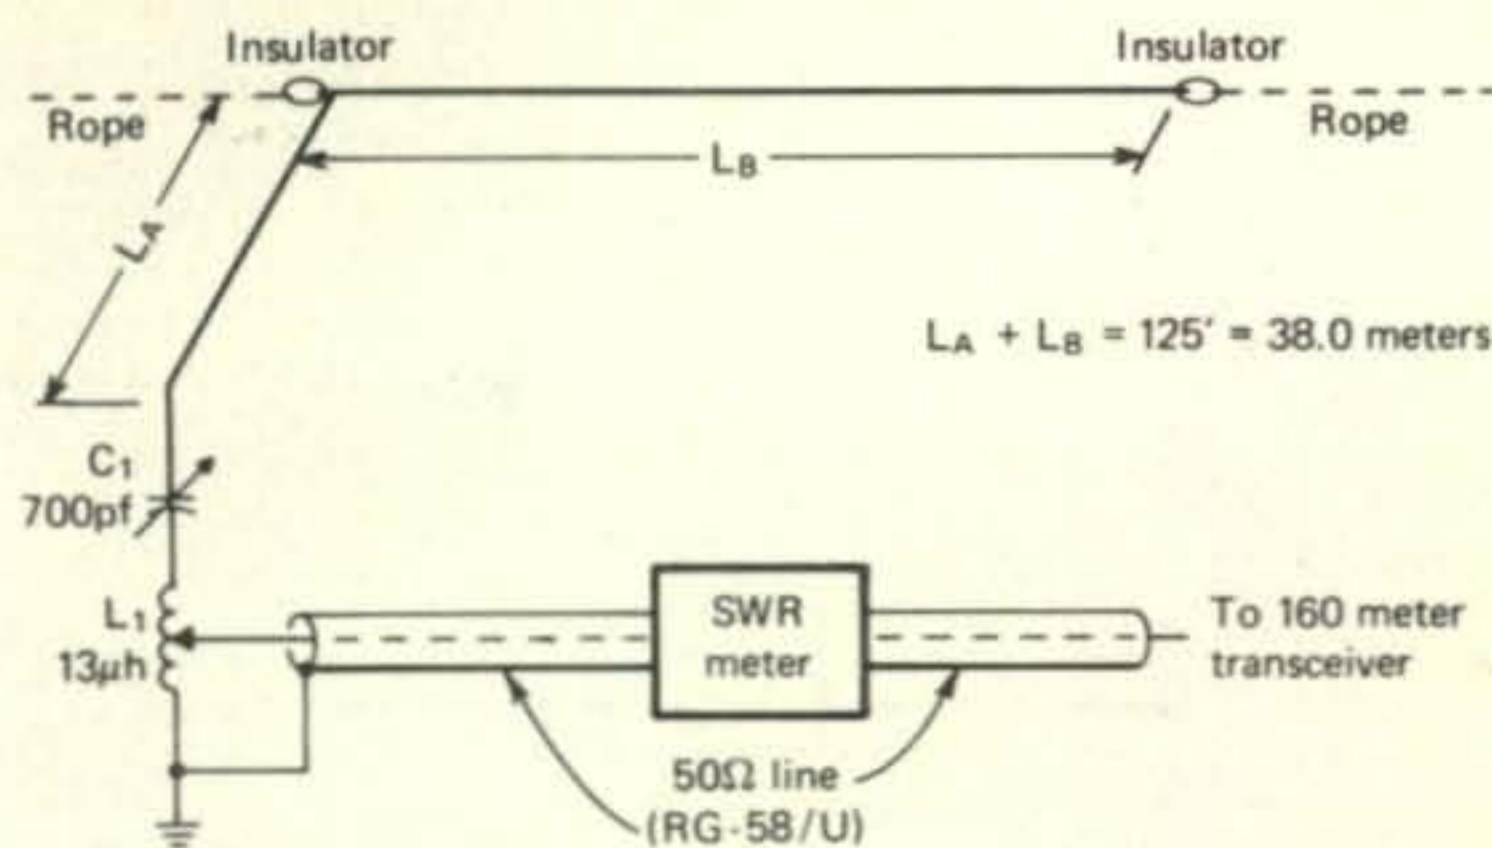 Insulator
Insulator
Rope
Rope
LB
LA
LA + LB = 125' = 38.0 meters
C1
700pf
L1
13μh
SWR
meter
To 160 meter
transceiver
50Ω line
(RG-58/U)